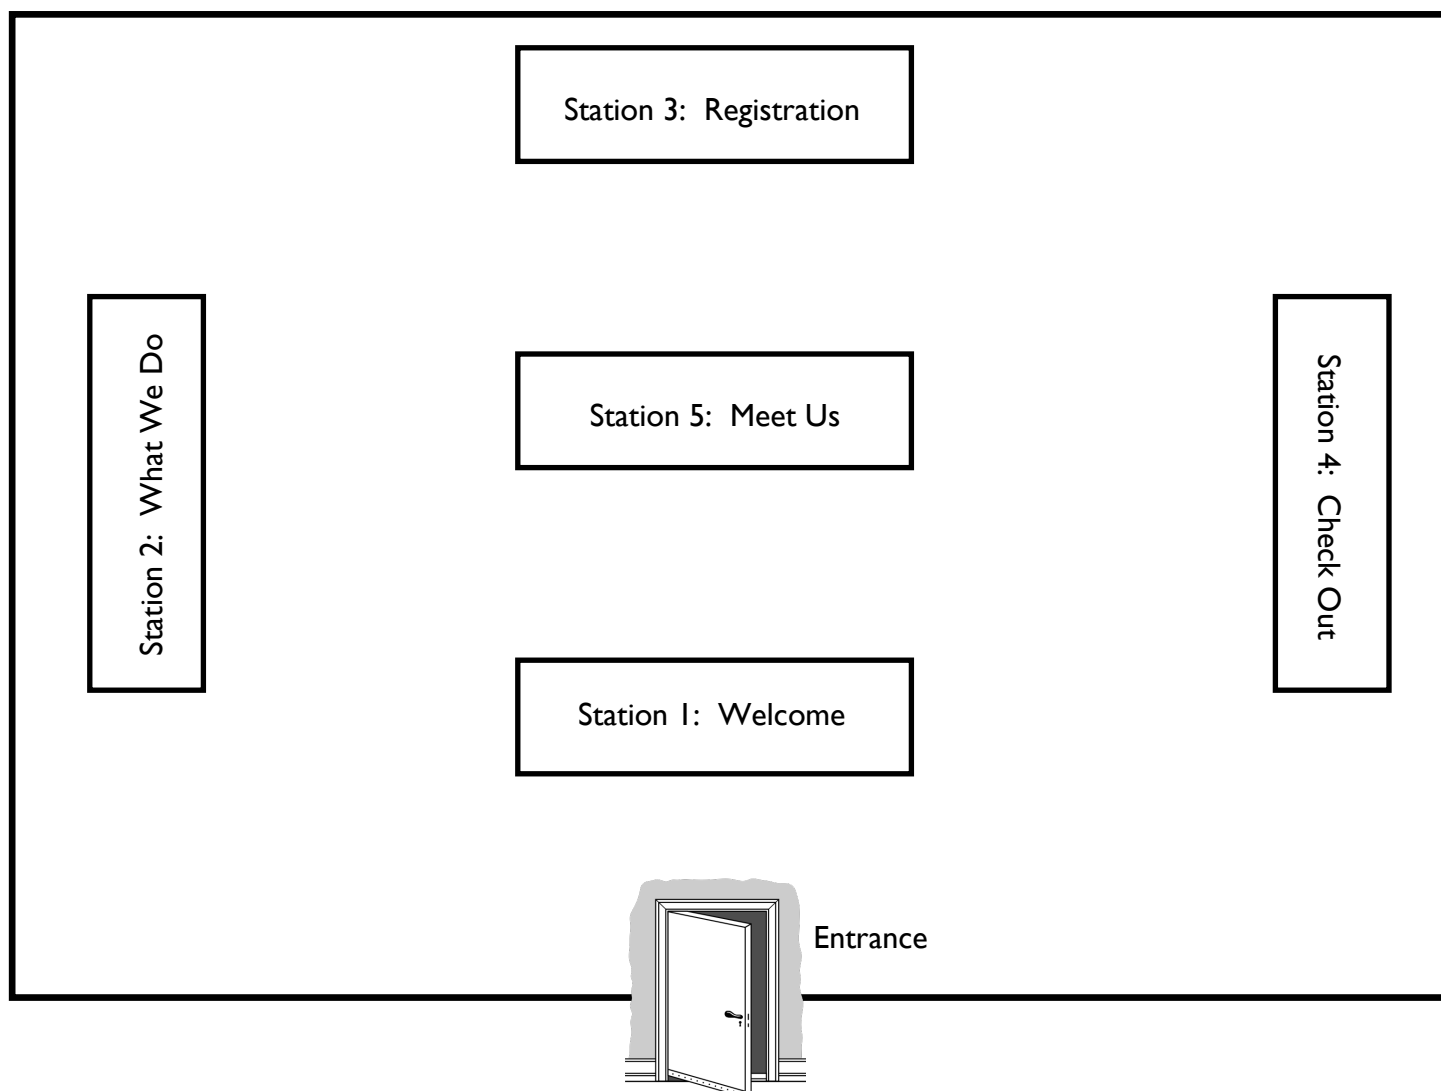 Station 3:  Registration
Station 2:  What We Do
Station 5:  Meet Us
Station 4:  Check Out
Station 1:  Welcome
Entrance